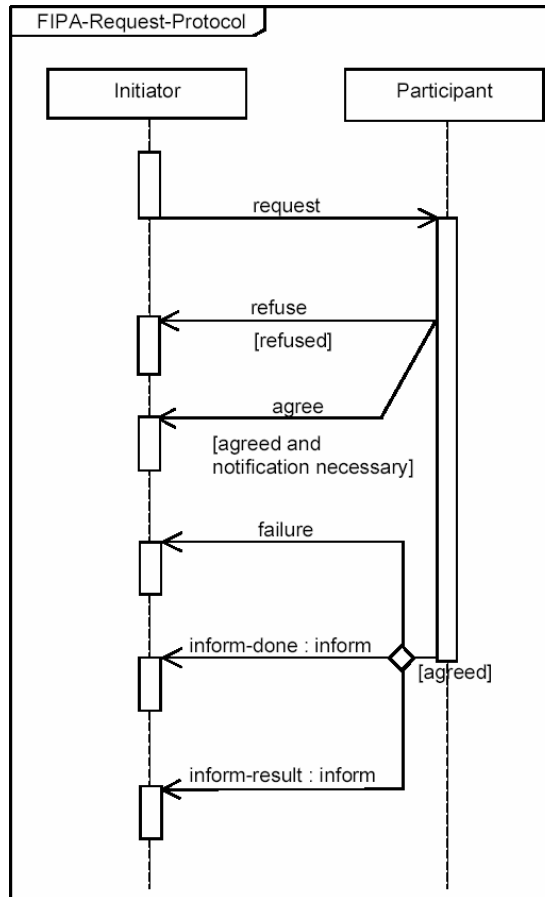 FIPA-Request-Protocol
Initiator
Participant
request
refuse
[refused]
agree
[agreed and
notification necessary]
failure
inform-done : inform
[agreed]
inform-result : inform